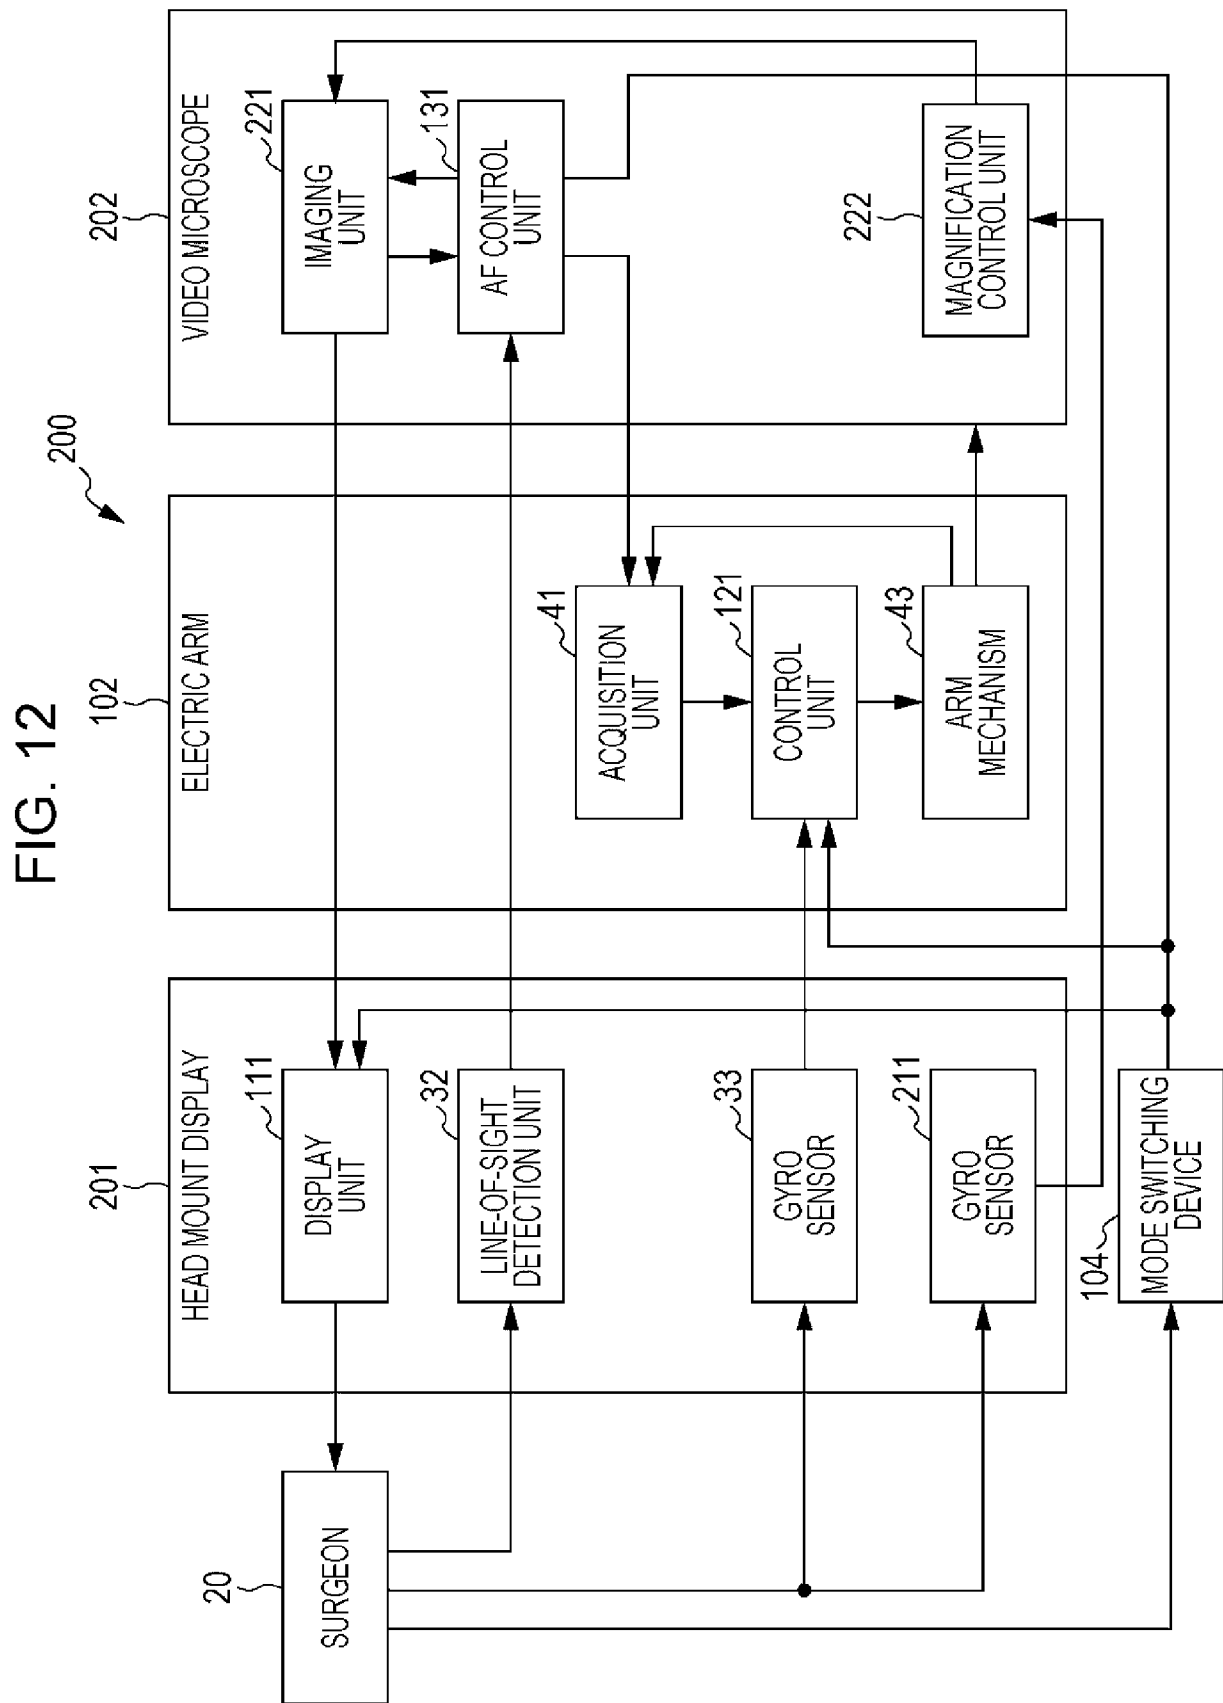 FIG. 12
200
20
SURGEON
201
HEAD MOUNT DISPLAY
111
DISPLAY
UNIT
32
LINE-OF-SIGHT
DETECTION UNIT
33
GYRO
SENSOR
211
GYRO
SENSOR
104
MODE SWITCHING
DEVICE
102
ELECTRIC ARM
41
ACQUISITION
UNIT
121
CONTROL
UNIT
43
ARM
MECHANISM
202
VIDEO MICROSCOPE
221
IMAGING
UNIT
131
AF CONTROL
UNIT
222
MAGNIFICATION
CONTROL UNIT